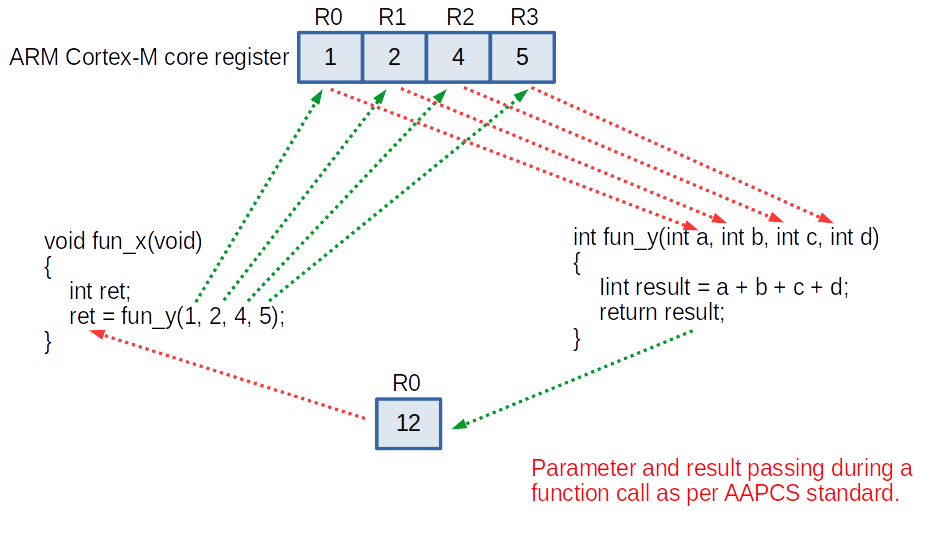 R0 R1 R2 R3
ARM Cortex-M core register 1 2 4 5
void fun_x(void)
{
int ret;
ret = fun_y(1, 2, 4, 5);
}
int fun_y(int a, int b, int c, int d)
{
lint result = a + b + c + d;
return result;
}
R0
12
Parameter and result passing during a
function call as per AAPCS standard.